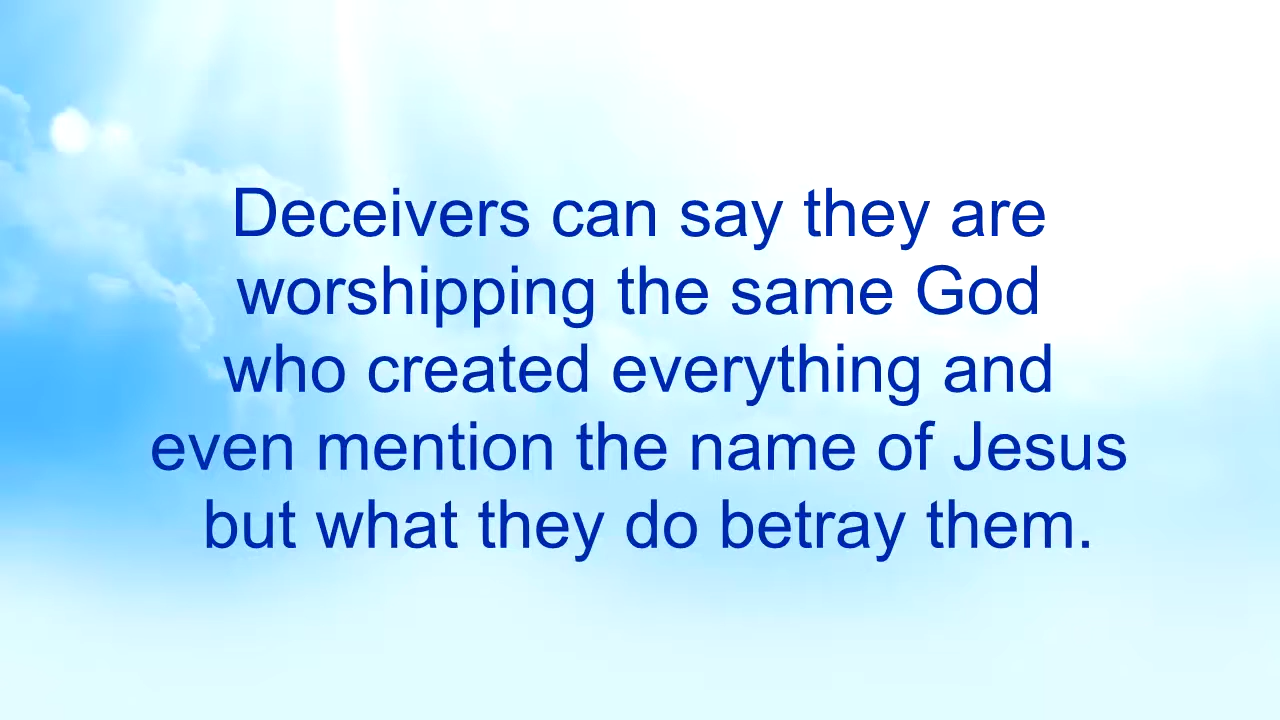 Deceivers can say they are
worshipping the same God
who created everything and
even mention the name of Jesus
but what they do betray them.